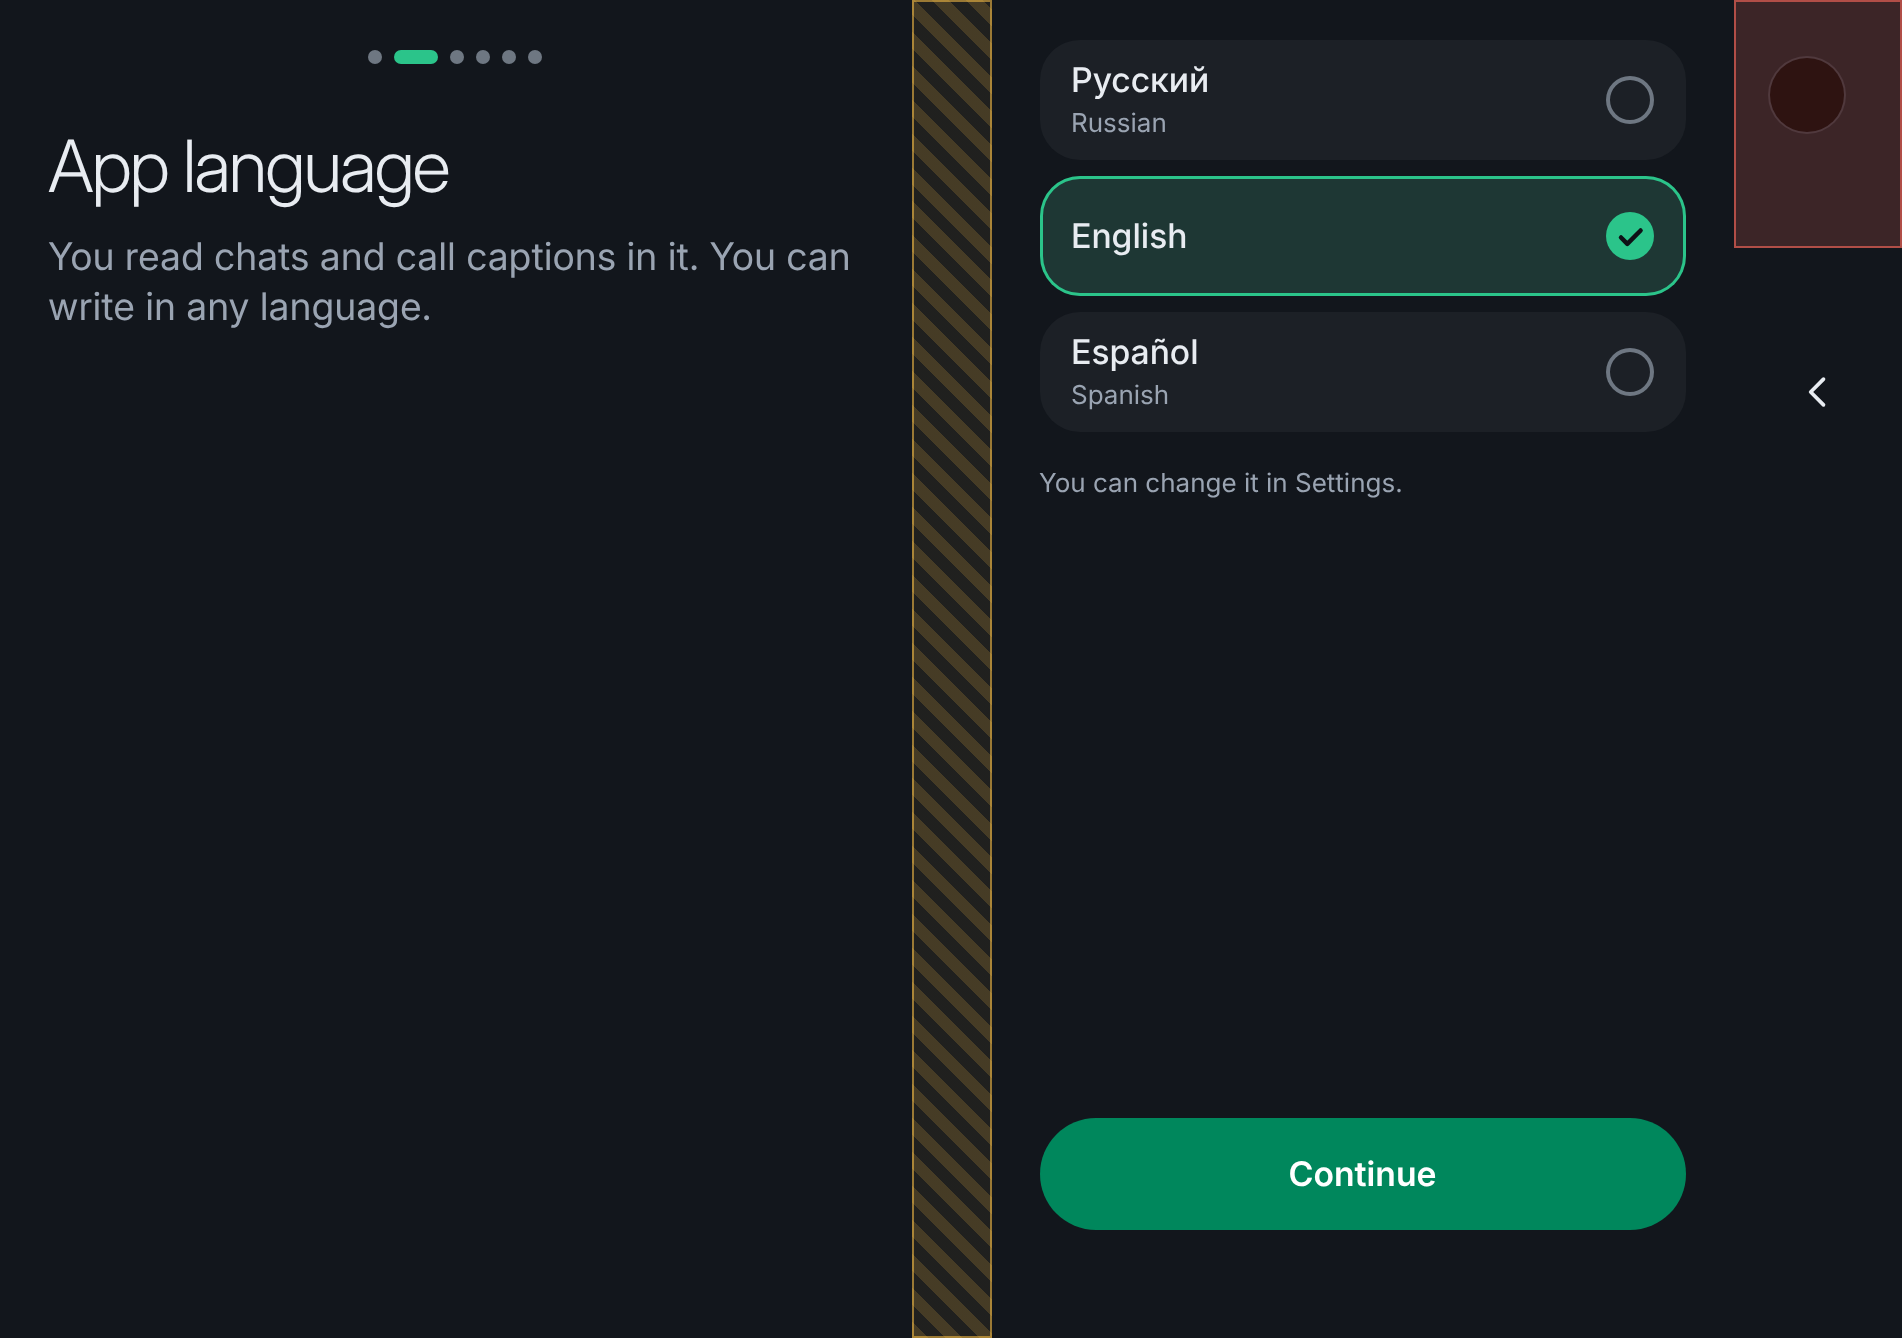 App language
You read chats and call captions in it. You can
write in any language.
Русский
Russian
English
Español
Spanish
You can change it in Settings.
Continue